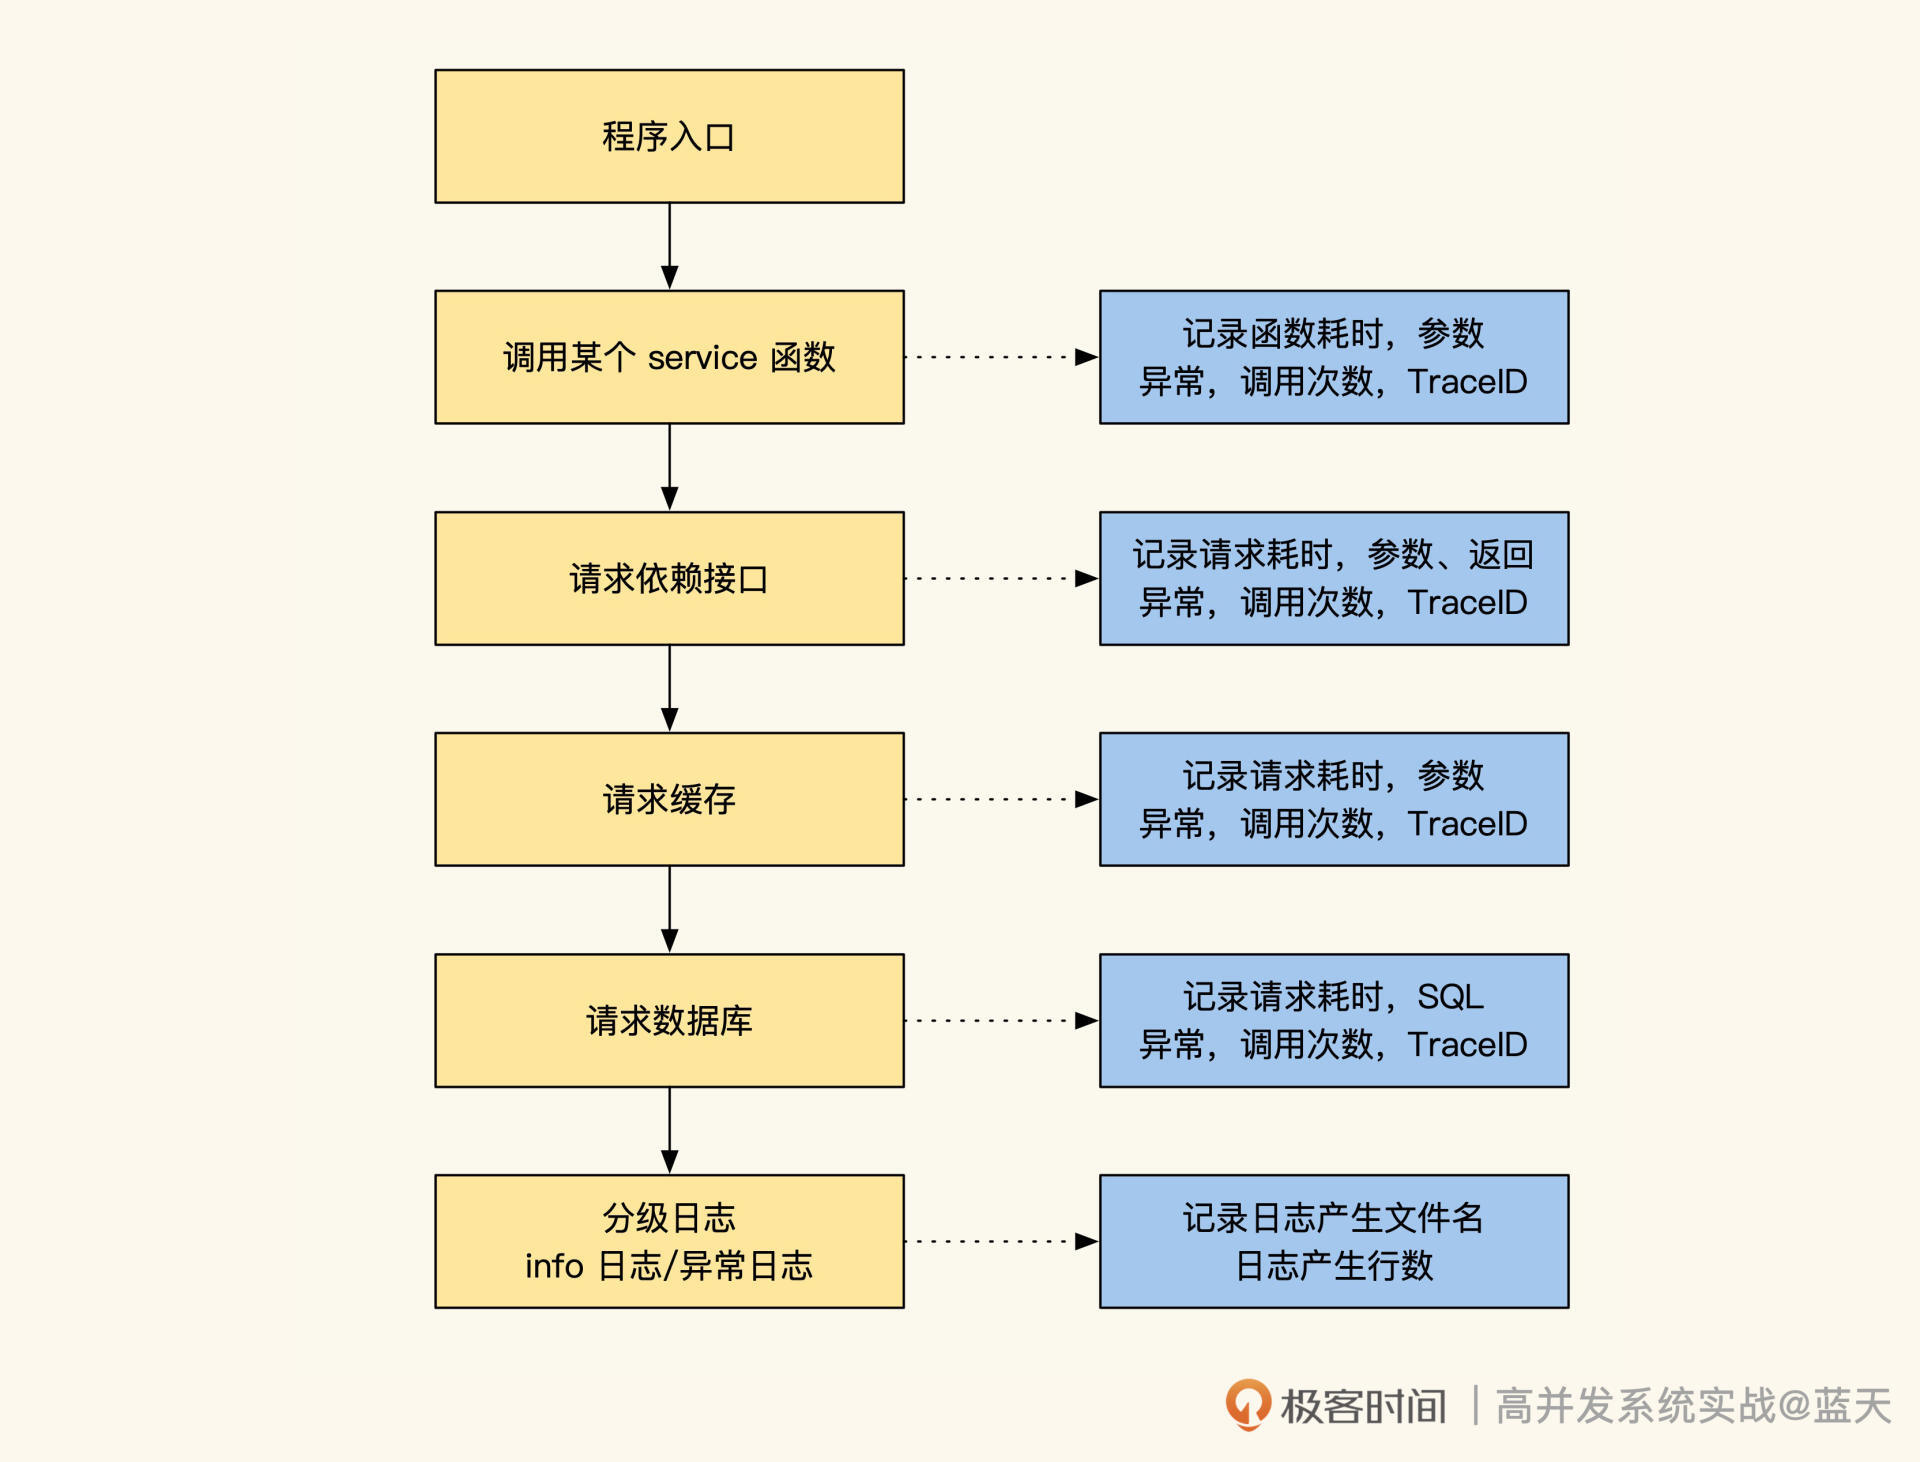 程序入口
调用某个 service 函数
记录函数耗时，参数
异常，调用次数，TraceID
请求依赖接口
记录请求耗时，参数、返回
异常，调用次数，TraceID
请求缓存
记录请求耗时，参数
异常，调用次数，TraceID
请求数据库
记录请求耗时，SQL
异常，调用次数，TraceID
分级日志
info 日志/异常日志
记录日志产生文件名
日志产生行数
极客时间 | 高并发系统实战@蓝天